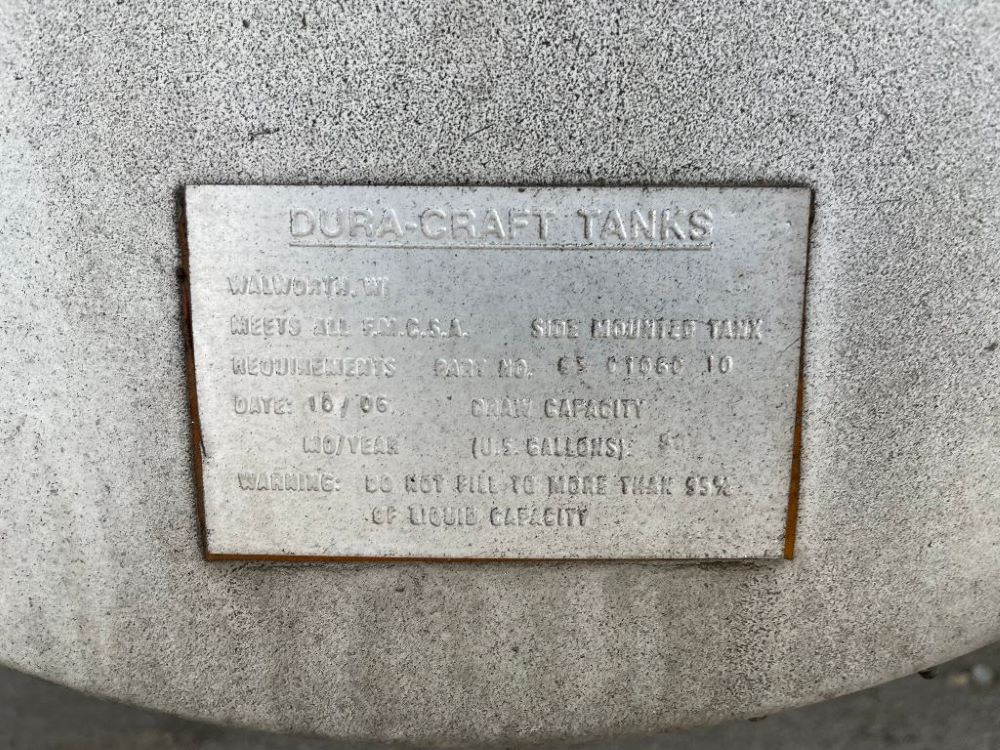 DURA-CRAFT TANKS
WALWORTH, WI
MEETS ALL F.M.C.S.A. SIDE MOUNTED TANK
REQUIREMENTS PART NO. 10
DATE: 10/06 DRAW CAPACITY
MO/YEAR (U.S. GALLONS):
WARNING: DO NOT FILL TO MORE THAN 95%
OF LIQUID CAPACITY